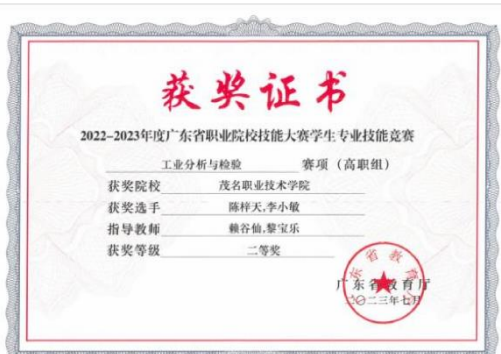 获奖证书
2022-2023年度广东省职业院校技能大赛学生专业技能竞赛
工业分析与检验 赛项（高职组）
获奖院校 茂名职业技术学院
获奖选手 陈梓天,李小敏
指导教师 赖谷仙,黎宝乐
获奖等级 二等奖
广东省教育厅
二〇二三年七月